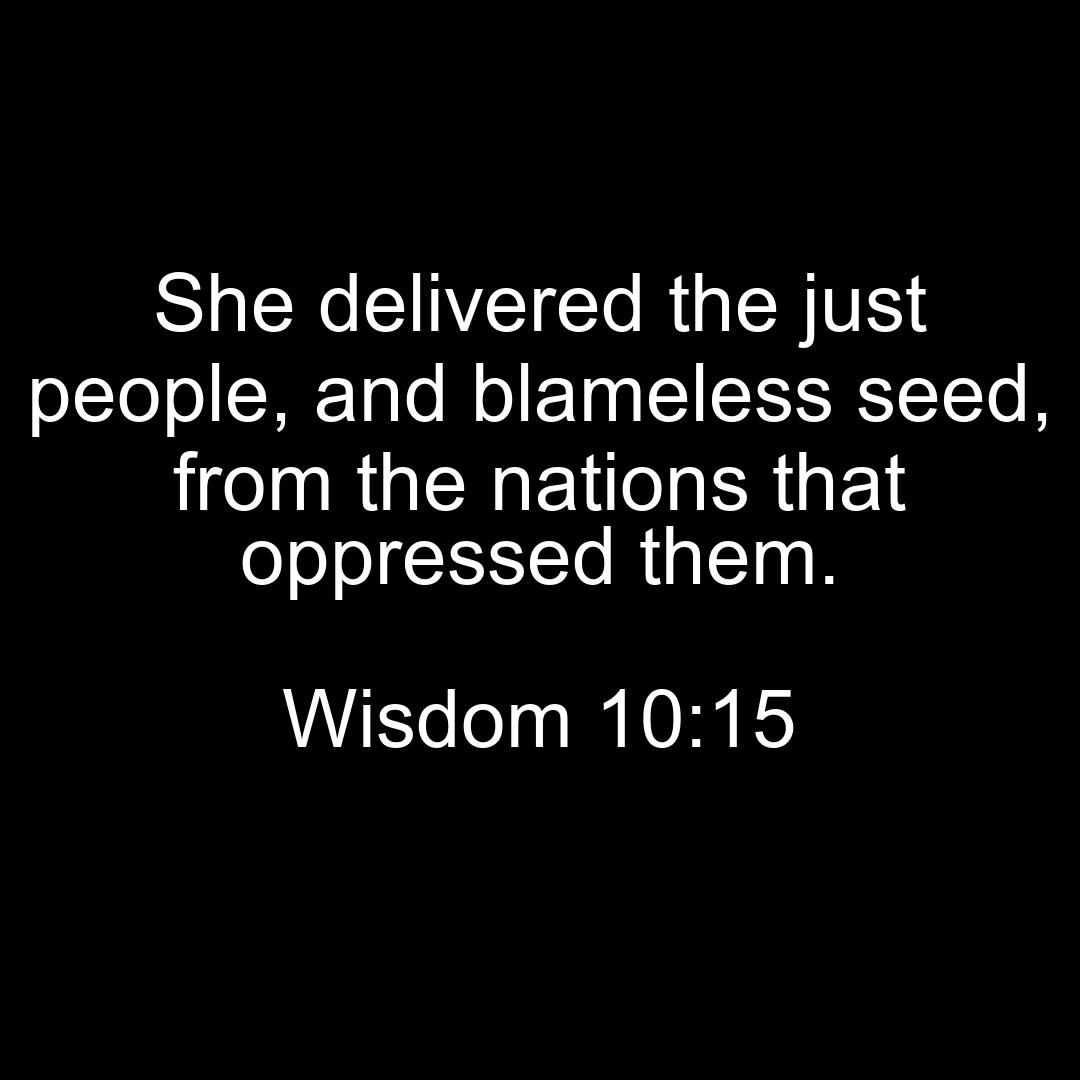 She delivered the just
people, and blameless seed,
from the nations that
oppressed them.
Wisdom 10:15